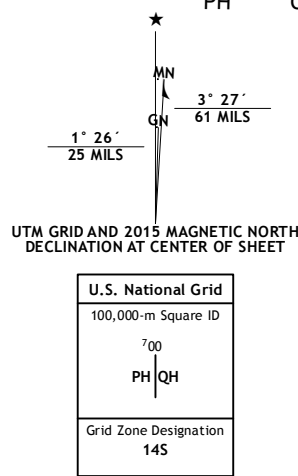 PH
MN
3° 27´
61 MILS
GN
1° 26´
25 MILS
UTM GRID AND 2015 MAGNETIC NORTH
DECLINATION AT CENTER OF SHEET
U.S. National Grid
100,000-m Square ID
700
PH QH
Grid Zone Designation
14S